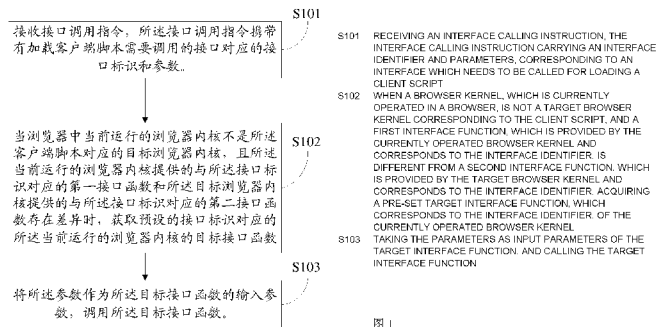 S101
接收接口调用指令，所述接口调用指令携带
有加载客户端脚本需要调用的接口对应的接
口标识和参数。
当浏览器中当前运行的浏览器内核不是所述
客户端脚本对应的目标浏览器内核，且所述
当前运行的浏览器内核提供的与所述接口标
识对应的第一接口函数和所述目标浏览器内
核提供的与所述接口标识对应的第二接口函
数存在差异时，获取预设的接口标识对应的
所述当前运行的浏览器内核的目标接口函数
S102
将所述参数作为所述目标接口函数的输入参
数，调用所述目标接口函数。
S103
S101 RECEIVING AN INTERFACE CALLING INSTRUCTION, THE
INTERFACE CALLING INSTRUCTION CARRYING AN INTERFACE
IDENTIFIER AND PARAMETERS, CORRESPONDING TO AN
INTERFACE WHICH NEEDS TO BE CALLED FOR LOADING A
CLIENT SCRIPT
S102 WHEN A BROWSER KERNEL, WHICH IS CURRENTLY
OPERATED IN A BROWSER, IS NOT A TARGET BROWSER
KERNEL CORRESPONDING TO THE CLIENT SCRIPT, AND A
FIRST INTERFACE FUNCTION, WHICH IS PROVIDED BY THE
CURRENTLY OPERATED BROWSER KERNEL AND
CORRESPONDS TO THE INTERFACE IDENTIFIER. IS
DIFFERENT FROM A SECOND INTERFACE FUNCTION. WHICH
IS PROVIDED BY THE TARGET BROWSER KERNEL AND
CORRESPONDS TO THE INTERFACE IDENTIFIER. ACQUIRING
A PRE-SET TARGET INTERFACE FUNCTION, WHICH
CORRESPONDS TO THE INTERFACE IDENTIFIER. OF THE
CURRENTLY OPERATED BROWSER KERNEL
S103 TAKING THE PARAMETERS AS INPUT PARAMETERS OF THE
TARGET INTERFACE FUNCTION. AND CALLING THE TARGET
INTERFACE FUNCTION
图 1